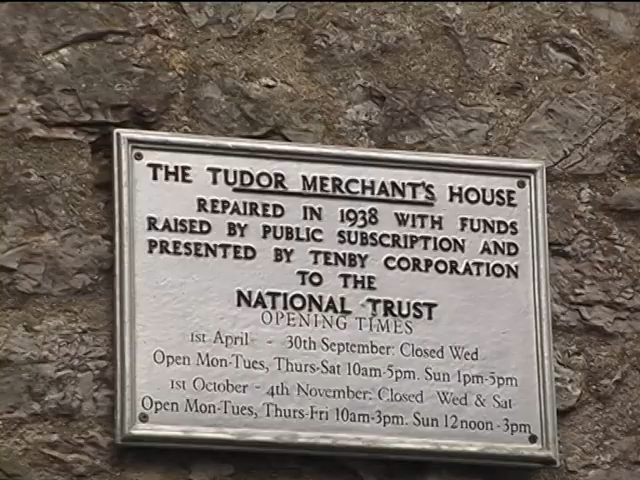 THE TUDOR MERCHANT'S HOUSE
REPAIRED IN 1938 WITH FUNDS
RAISED BY PUBLIC SUBSCRIPTION AND
PRESENTED BY TENBY CORPORATION
TO THE
NATIONAL TRUST
OPENING TIMES
1st April - 30th September: Closed Wed
Open Mon-Tues, Thurs-Sat 10am-5pm. Sun 1pm-5pm
1st October - 4th November: Closed Wed & Sat
Open Mon-Tues, Thurs-Fri 10am-3pm. Sun 12noon-3pm